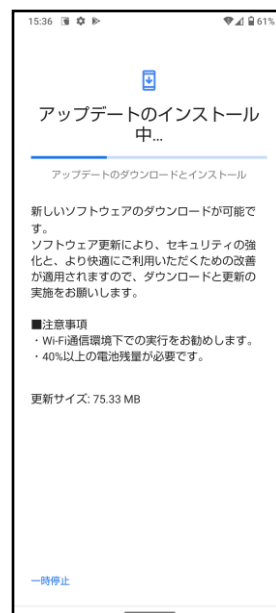 15:36 61%
アップデートのインストール
中...
アップデートのダウンロードとインストール
新しいソフトウェアのダウンロードが可能で
す。
ソフトウェア更新により、セキュリティの強
化と、より快適にご利用いただくための改善
が適用されますので、ダウンロードと更新の
実施をお願いします。
■注意事項
・Wi-Fi通信環境下での実行をお勧めします。
・40%以上の電池残量が必要です。
更新サイズ: 75.33 MB
一時停止